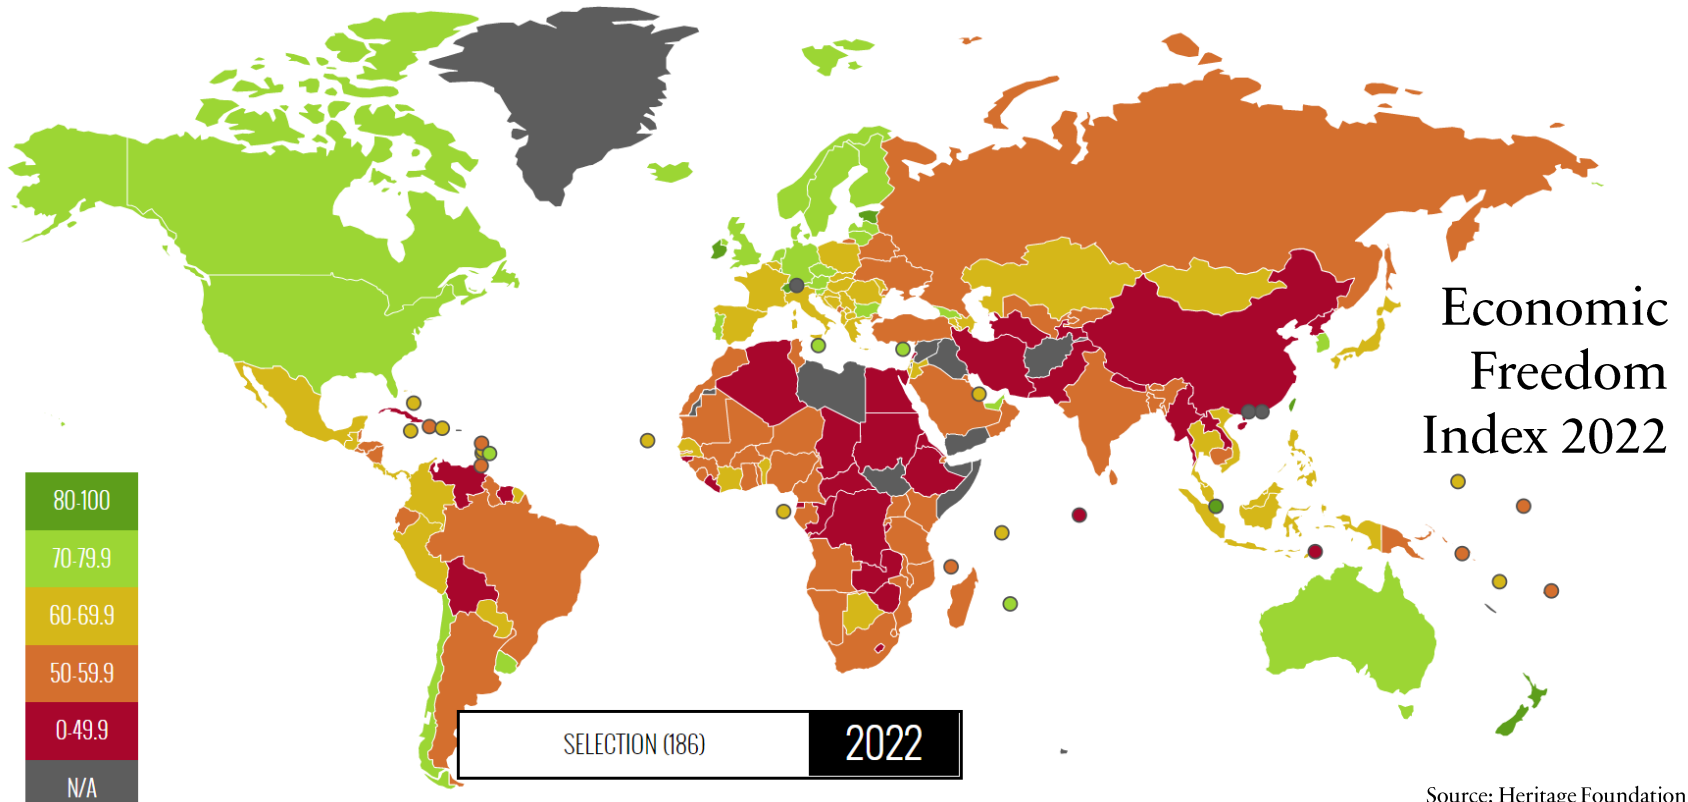 Economic
Freedom
Index 2022
80-100
70-79.9
60-69.9
50-59.9
0-49.9
N/A
SELECTION (186)
2022
Source: Heritage Foundation